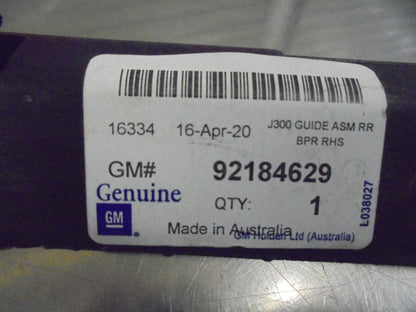 16334 16-Apr-20 J300 GUIDE ASM RR
BPR RHS
GM# 92184629
Genuine
GM
QTY: 1
Made in Australia
GM Holden Ltd (Australia)
L038027